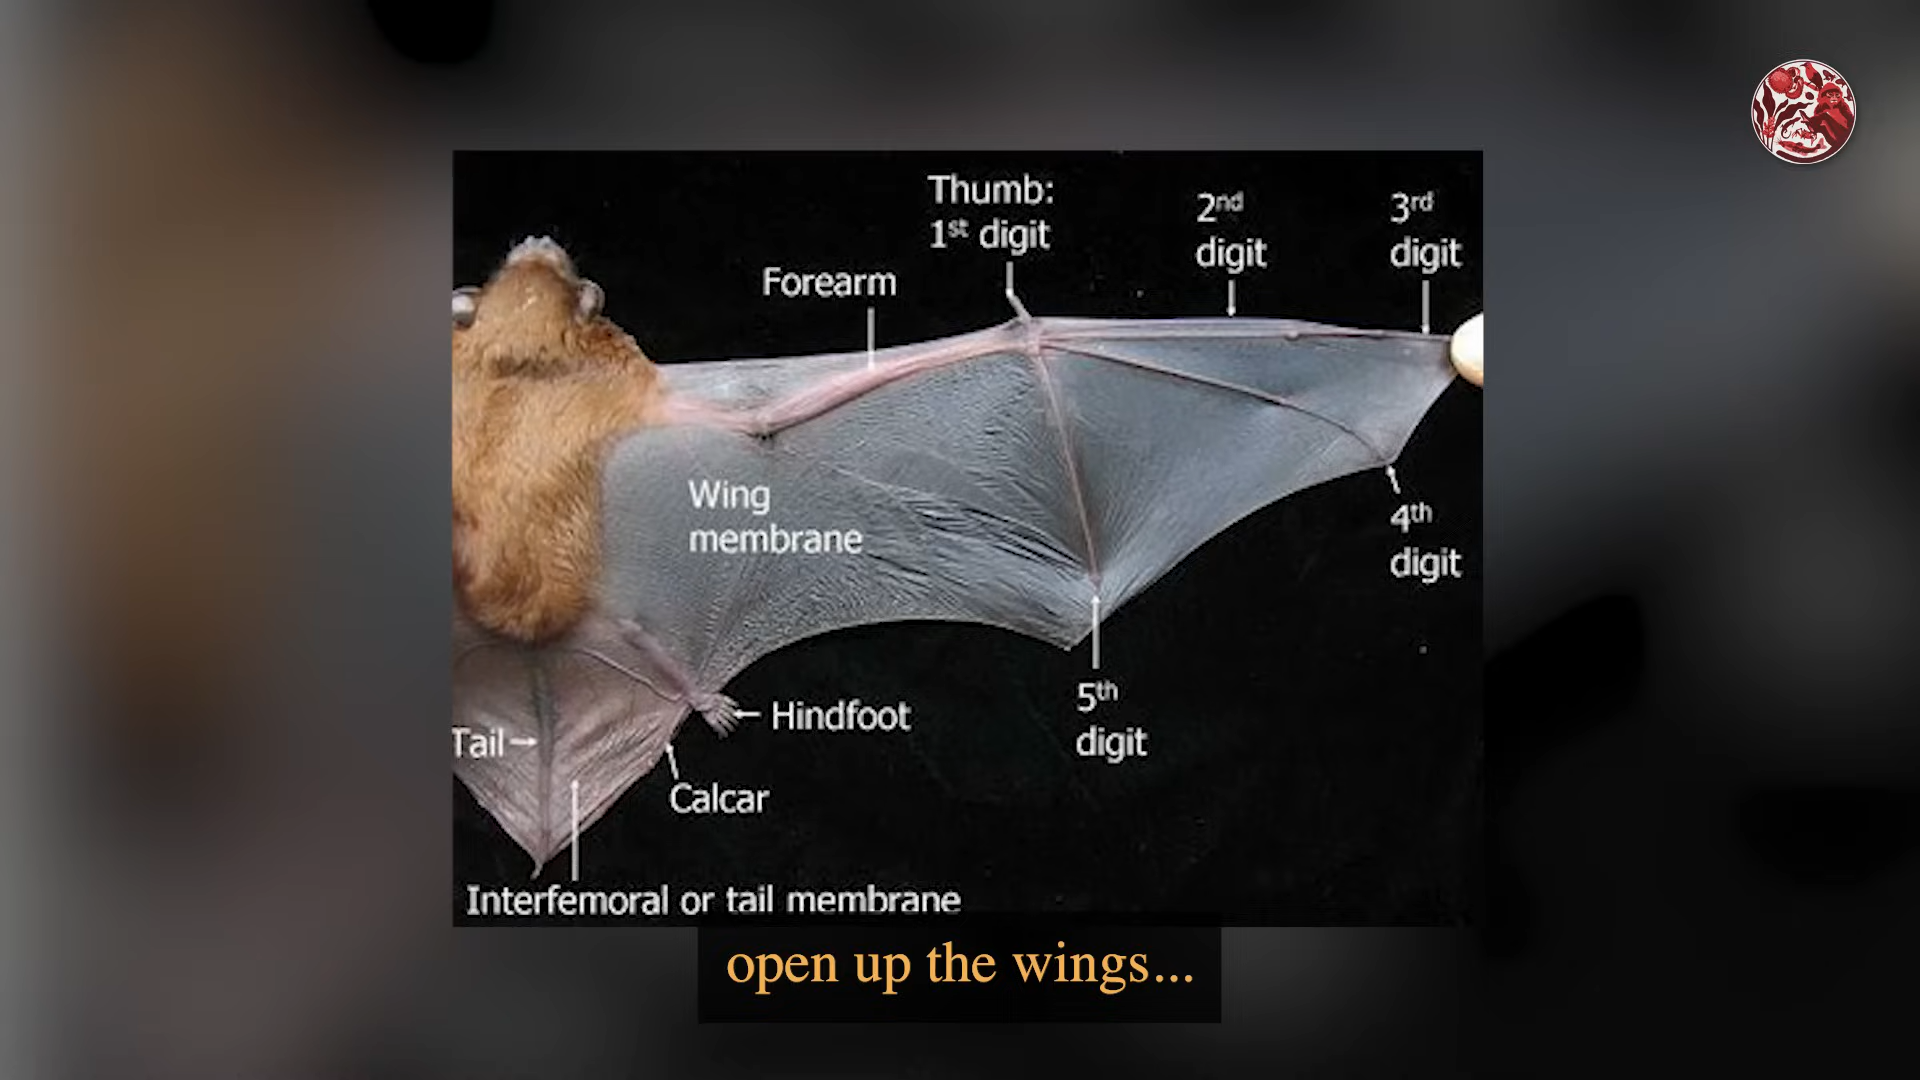 Thumb:
1st digit
2nd
digit
3rd
digit
Forearm
Wing
membrane
4th
digit
5th
digit
Hindfoot
Tail
Calcar
Interfemoral or tail membrane
open up the wings...